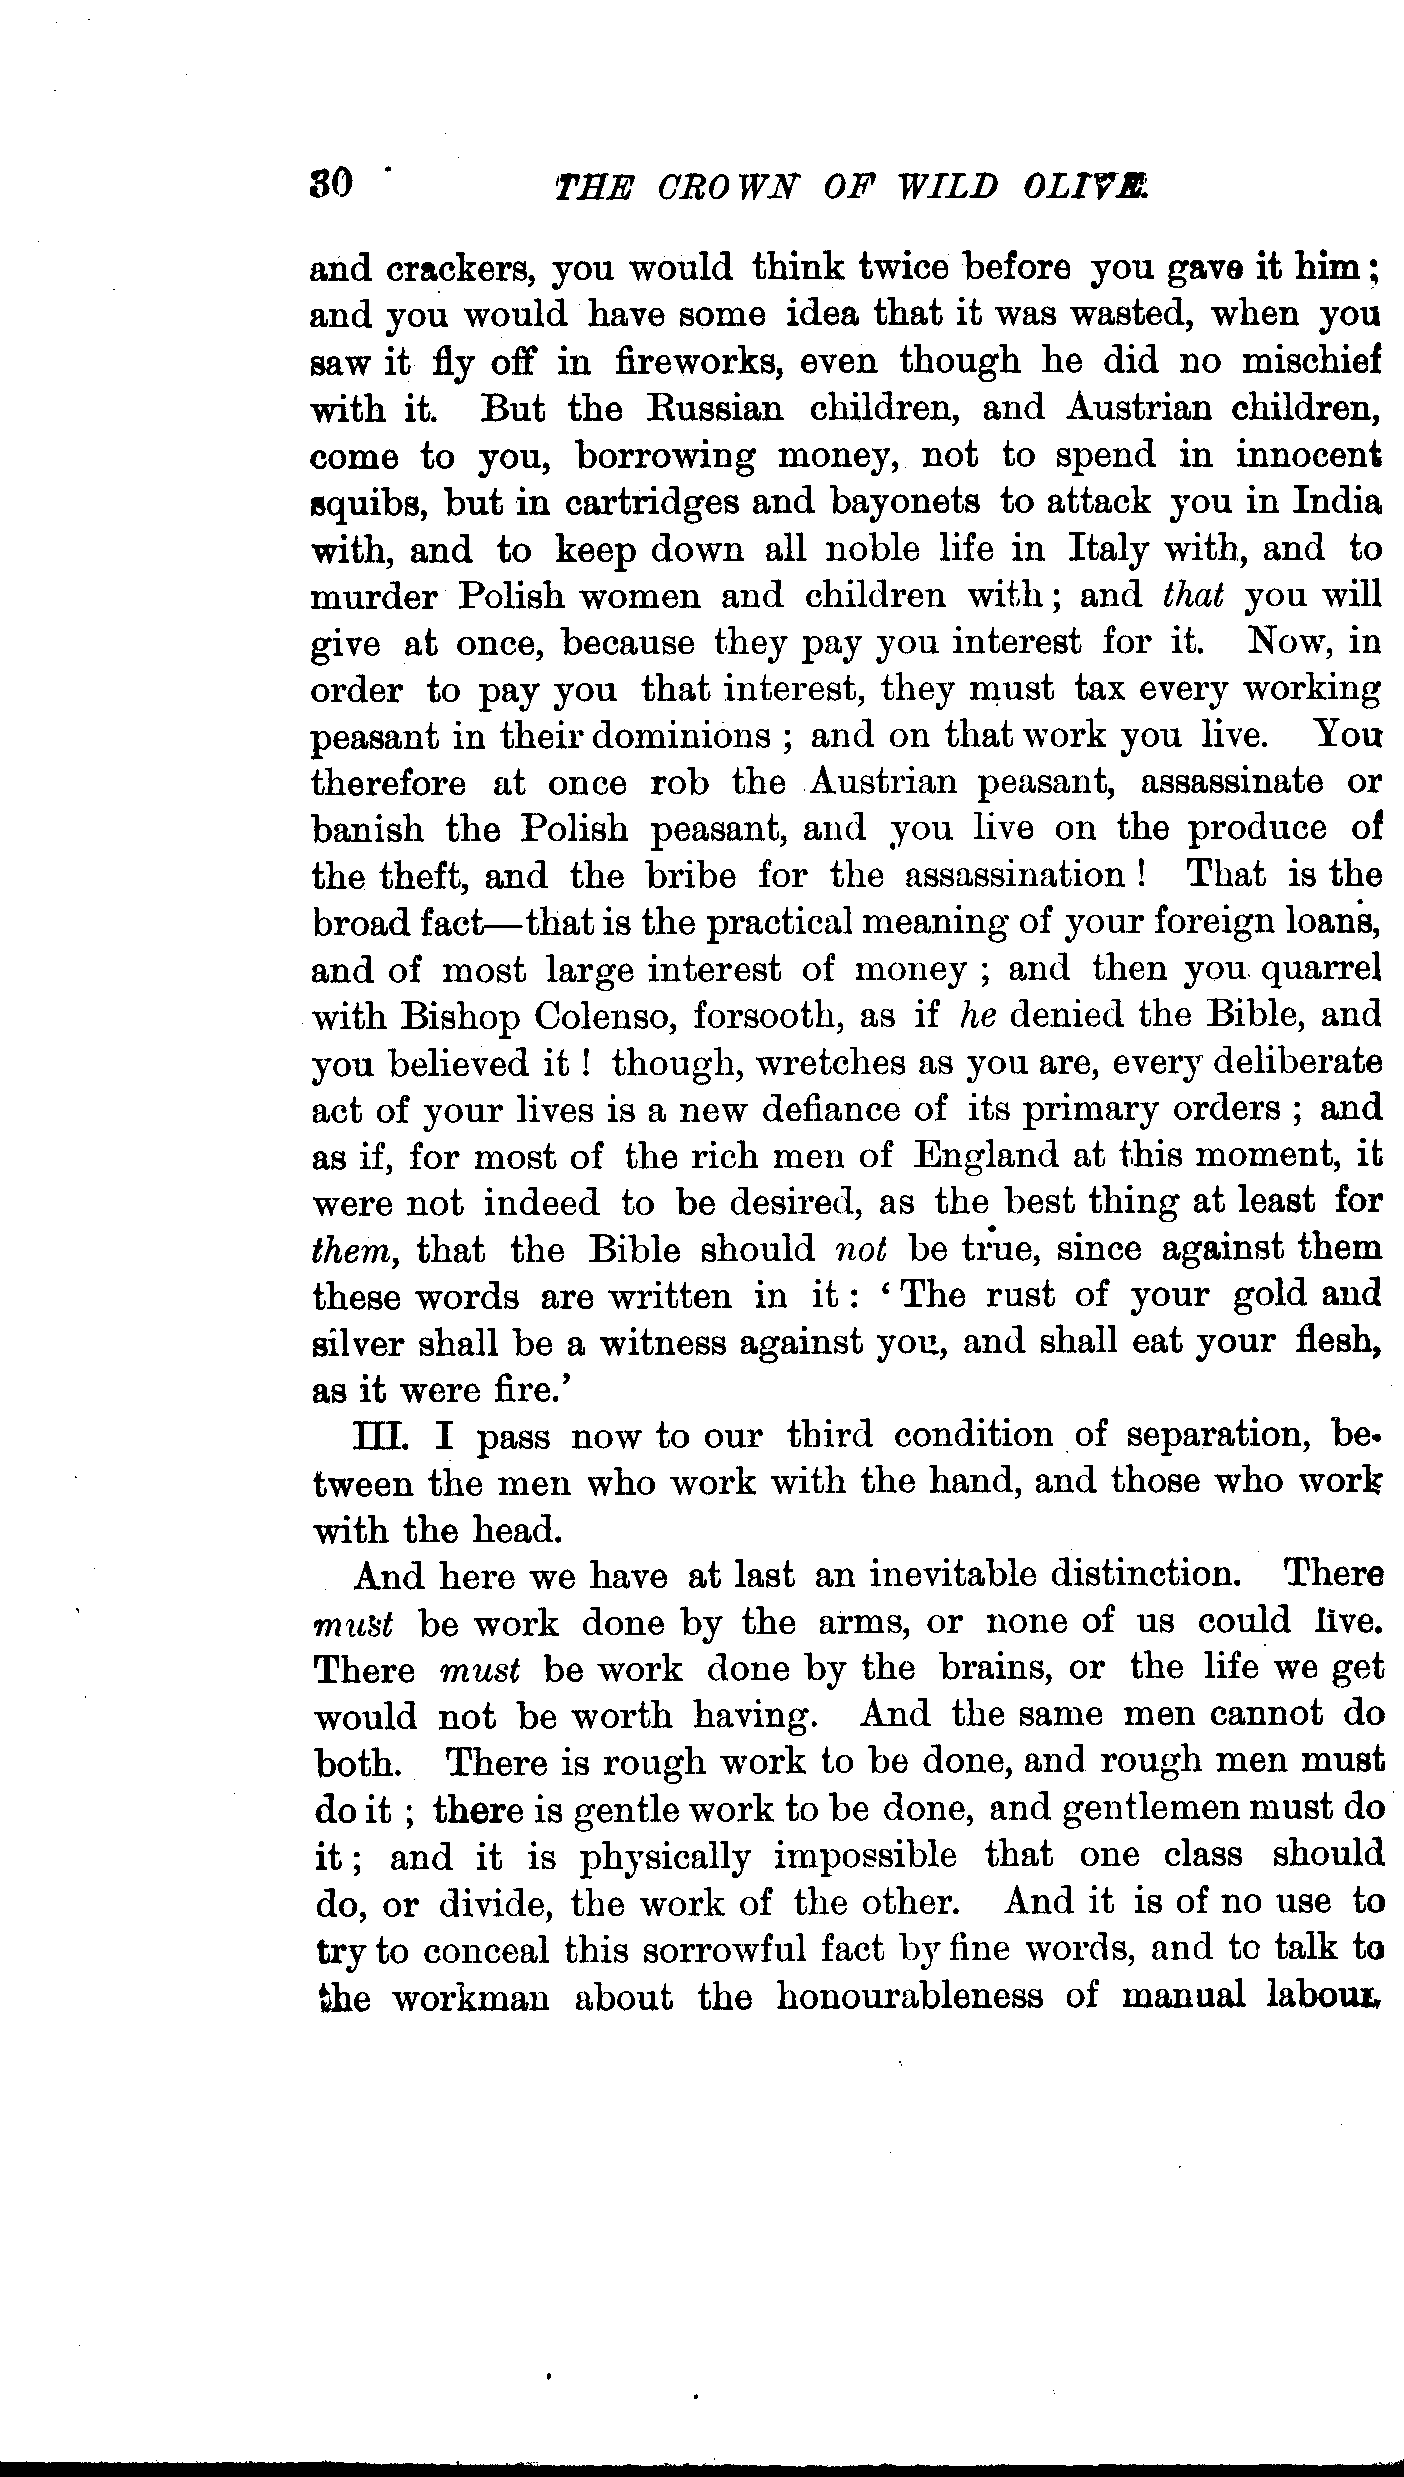 30 THE CROWN OF WILD OLIVE.
and crackers, you would think twice before you gave it him;
and you would have some idea that it was wasted, when you
saw it fly off in fireworks, even though he did no mischief
with it. But the Russian children, and Austrian children,
come to you, borrowing money, not to spend in innocent
squibs, but in cartridges and bayonets to attack you in India
with, and to keep down all noble life in Italy with, and to
murder Polish women and children with; and that you will
give at once, because they pay you interest for it. Now, in
order to pay you that interest, they must tax every working
peasant in their dominions; and on that work you live. You
therefore at once rob the Austrian peasant, assassinate or
banish the Polish peasant, and you live on the produce of
the theft, and the bribe for the assassination! That is the
broad fact—that is the practical meaning of your foreign loans,
and of most large interest of money; and then you quarrel
with Bishop Colenso, forsooth, as if he denied the Bible, and
you believed it! though, wretches as you are, every deliberate
act of your lives is a new defiance of its primary orders; and
as if, for most of the rich men of England at this moment, it
were not indeed to be desired, as the best thing at least for
them, that the Bible should not be true, since against them
these words are written in it: ‘The rust of your gold and
silver shall be a witness against you, and shall eat your flesh,
as it were fire.’
III. I pass now to our third condition of separation, be-
tween the men who work with the hand, and those who work
with the head.
And here we have at last an inevitable distinction. There
must be work done by the arms, or none of us could live.
There must be work done by the brains, or the life we get
would not be worth having. And the same men cannot do
both. There is rough work to be done, and rough men must
do it; there is gentle work to be done, and gentlemen must do
it; and it is physically impossible that one class should
do, or divide, the work of the other. And it is of no use to
try to conceal this sorrowful fact by fine words, and to talk to
the workman about the honourableness of manual labour,